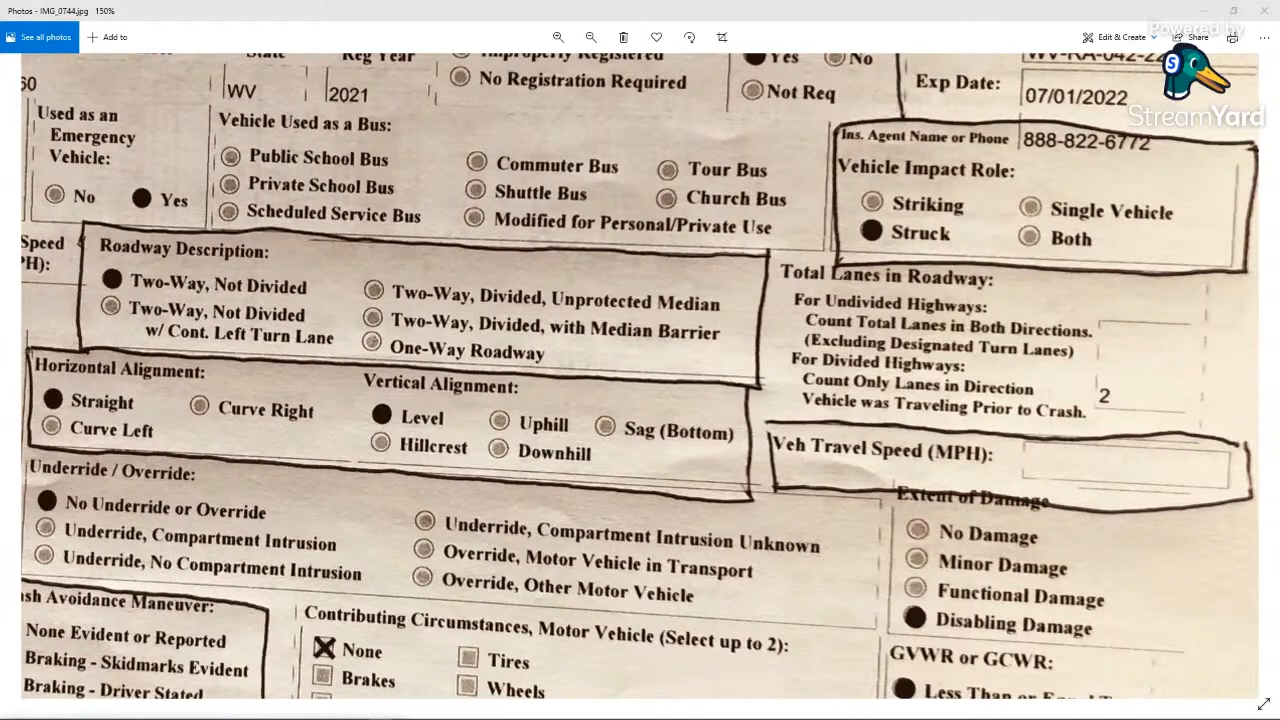 Photos - IMG_0744.jpg 150%
See all photos
Add to
Edit & Create
Share
Powered by
StreamYard
State
Reg Year
Improperly Registered
Yes
No
60
WV
2021
No Registration Required
Not Req
Exp Date:
07/01/2022
Used as an
Emergency
Vehicle:
No
Yes
Vehicle Used as a Bus:
Public School Bus
Private School Bus
Scheduled Service Bus
Commuter Bus
Shuttle Bus
Modified for Personal/Private Use
Tour Bus
Church Bus
Ins. Agent Name or Phone
888-822-6772
Vehicle Impact Role:
Striking
Single Vehicle
Struck
Both
Speed
PH):
Roadway Description:
Two-Way, Not Divided
Two-Way, Not Divided
w/ Cont. Left Turn Lane
Two-Way, Divided, Unprotected Median
Two-Way, Divided, with Median Barrier
One-Way Roadway
Total Lanes in Roadway:
For Undivided Highways:
Count Total Lanes in Both Directions.
(Excluding Designated Turn Lanes)
For Divided Highways:
Count Only Lanes in Direction
Vehicle was Traveling Prior to Crash.
2
Horizontal Alignment:
Straight
Curve Right
Curve Left
Vertical Alignment:
Level
Uphill
Sag (Bottom)
Hillcrest
Downhill
Veh Travel Speed (MPH):
Underride / Override:
No Underride or Override
Underride, Compartment Intrusion
Underride, No Compartment Intrusion
Underride, Compartment Intrusion Unknown
Override, Motor Vehicle in Transport
Override, Other Motor Vehicle
Extent of Damage
No Damage
Minor Damage
Functional Damage
Disabling Damage
ash Avoidance Maneuver:
None Evident or Reported
Braking - Skidmarks Evident
Braking - Driver Stated
Contributing Circumstances, Motor Vehicle (Select up to 2):
None
Tires
Brakes
Wheels
GVWR or GCWR:
Less Than or